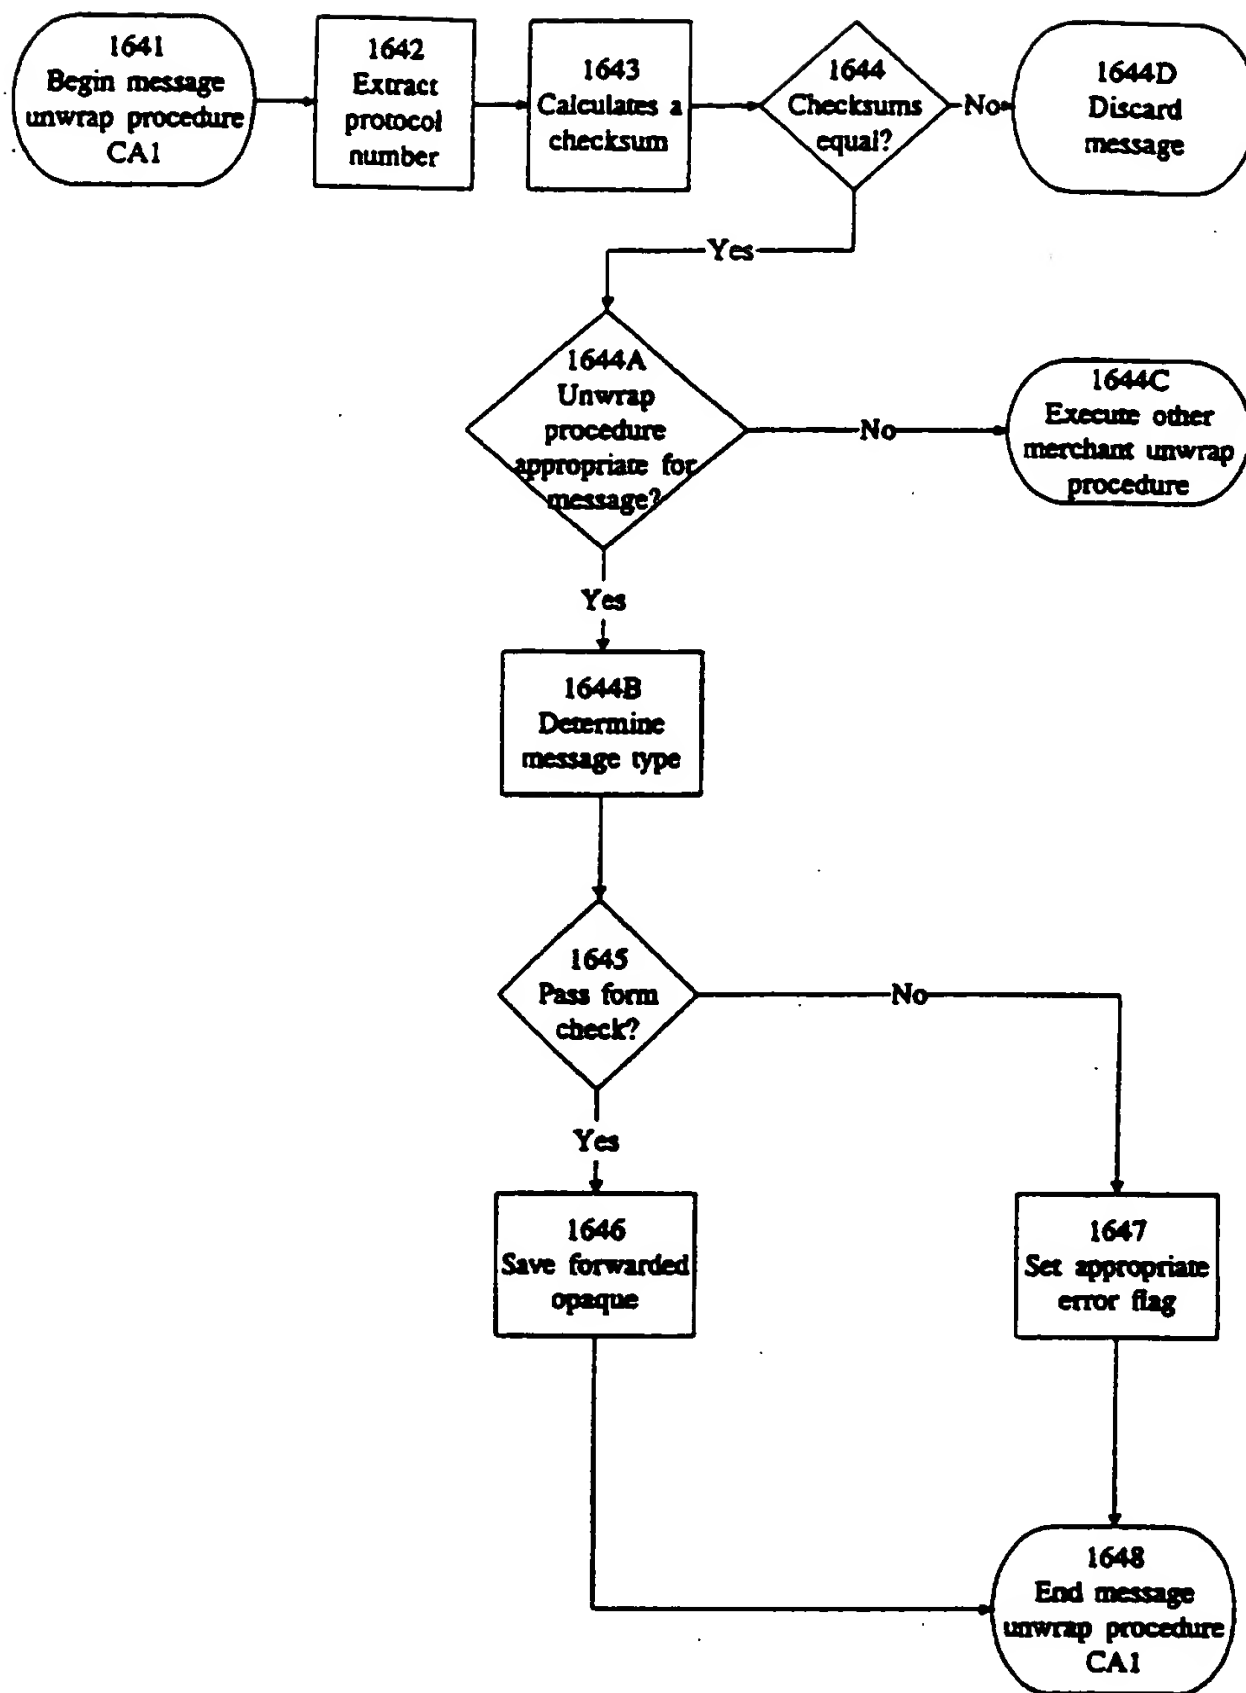 1641
Begin message
unwrap procedure
CA1
1642
Extract
protocol
number
1643
Calculates a
checksum
1644
Checksums
equal?
No
1644D
Discard
message
Yes
1644A
Unwrap
procedure
appropriate for
message?
No
1644C
Execute other
merchant unwrap
procedure
Yes
1644B
Determine
message type
1645
Pass form
check?
No
Yes
1646
Save forwarded
opaque
1647
Set appropriate
error flag
1648
End message
unwrap procedure
CA1